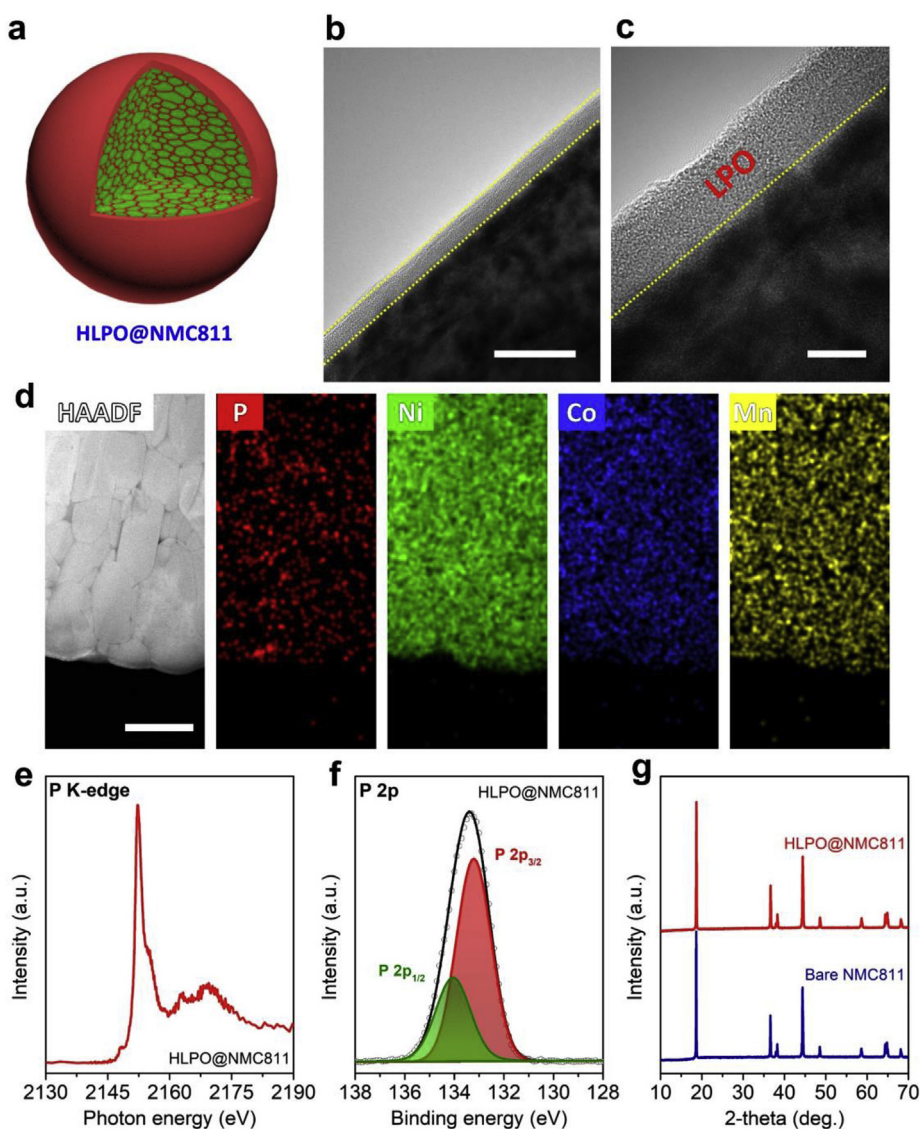 a
HLPO@NMC811
b
c
LPO
d
HAADF
P
Ni
Co
Mn
e
P K-edge
Intensity (a.u.)
HLPO@NMC811
2130 2145 2160 2175 2190
Photon energy (eV)
f
P 2p
HLPO@NMC811
P 2p3/2
P 2p1/2
Intensity (a.u.)
138 136 134 132 130 128
Binding energy (eV)
g
HLPO@NMC811
Bare NMC811
Intensity (a.u.)
10 20 30 40 50 60 70
2-theta (deg.)